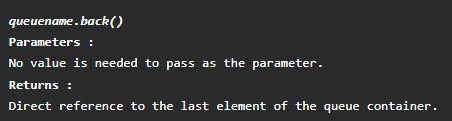 queuename.back()
Parameters :
No value is needed to pass as the parameter.
Returns :
Direct reference to the last element of the queue container.